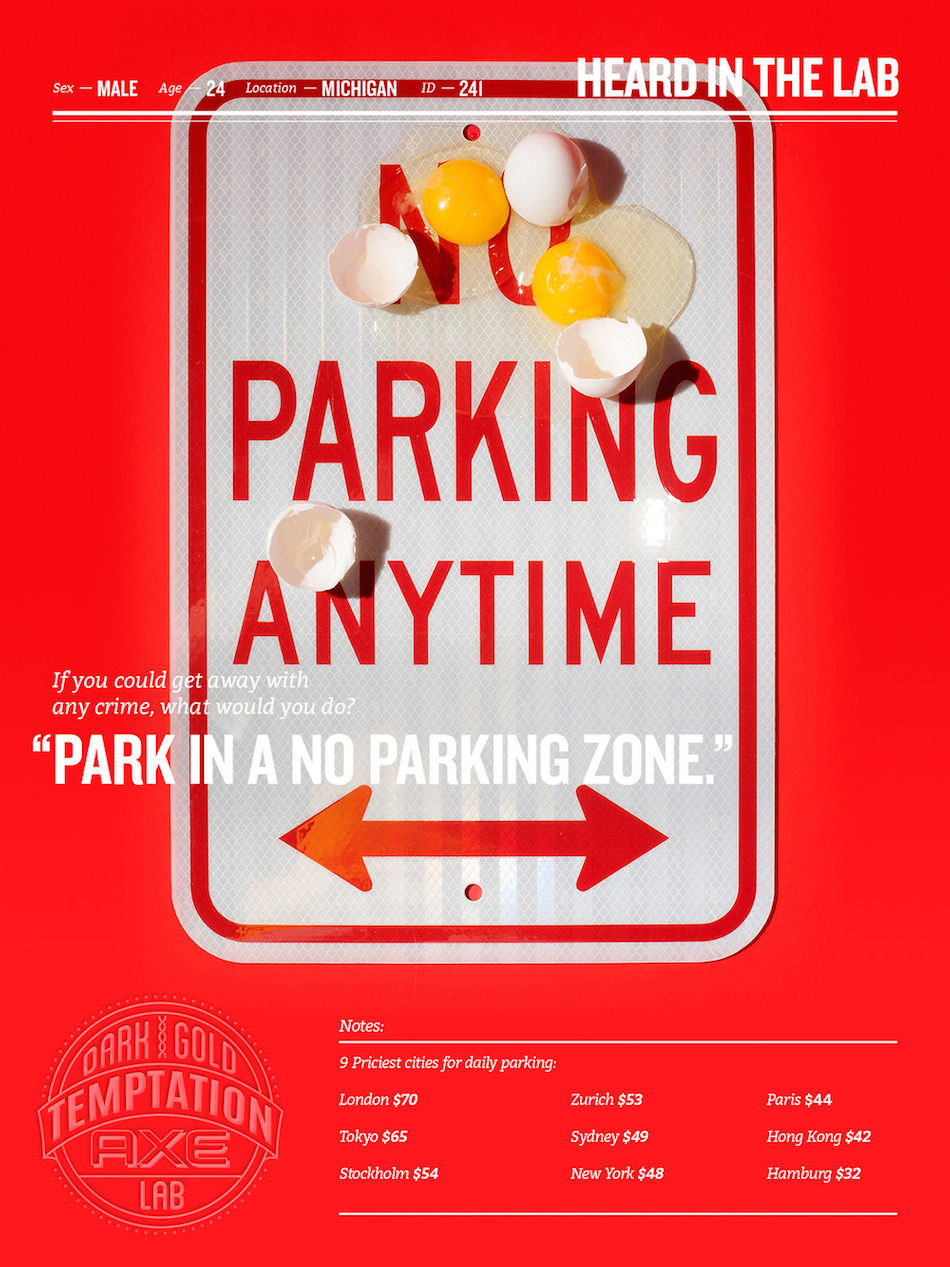 Sex — MALE Age — 24 Location — MICHIGAN ID — 241
HEARD IN THE LAB
NO
PARKING
ANYTIME
If you could get away with
any crime, what would you do?
“PARK IN A NO PARKING ZONE.”
DARK GOLD
TEMPTATION
AXE
LAB
Notes:
9 Priciest cities for daily parking:
London $70 Zurich $53 Paris $44
Tokyo $65 Sydney $49 Hong Kong $42
Stockholm $54 New York $48 Hamburg $32